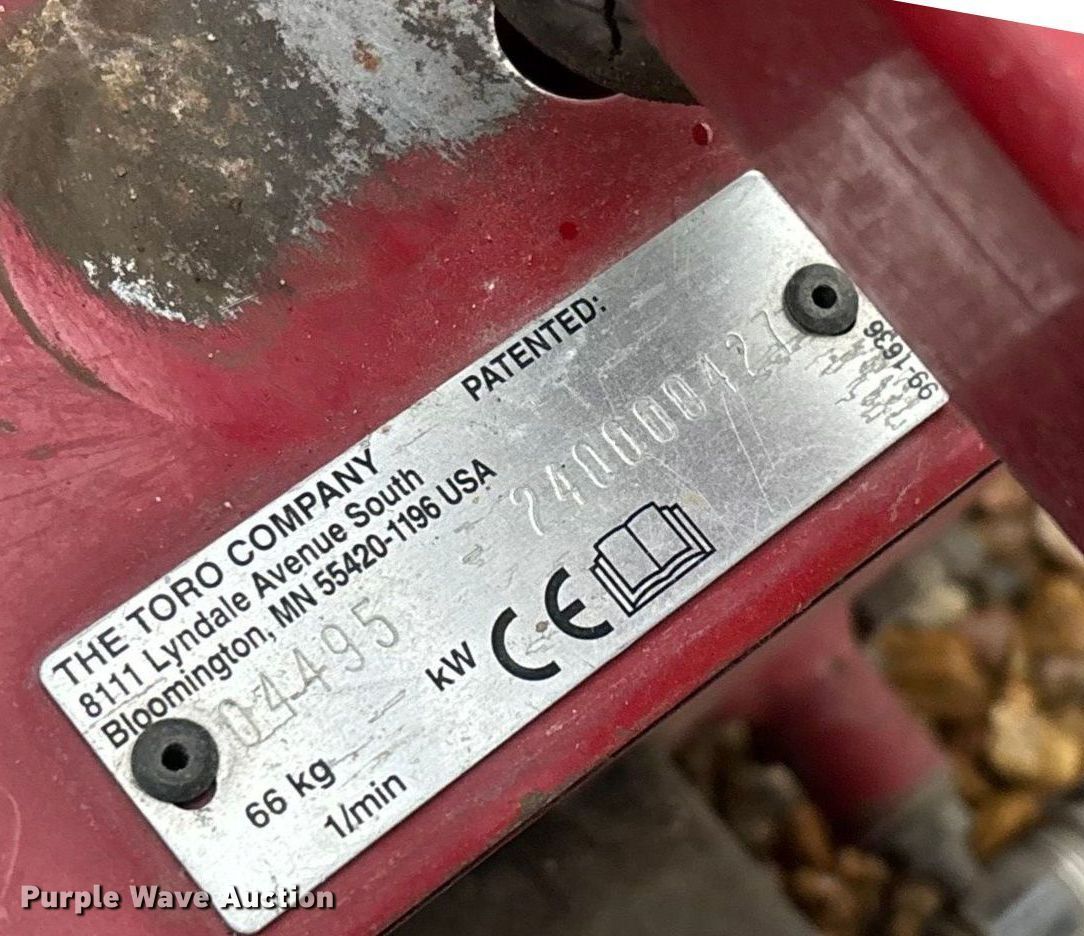 THE TORO COMPANY
8111 Lyndale Avenue South
Bloomington, MN 55420-1196 USA
PATENTED:
04495
240000427
66 kg
kW
1/min
CE
99-1636
Purple Wave Auction